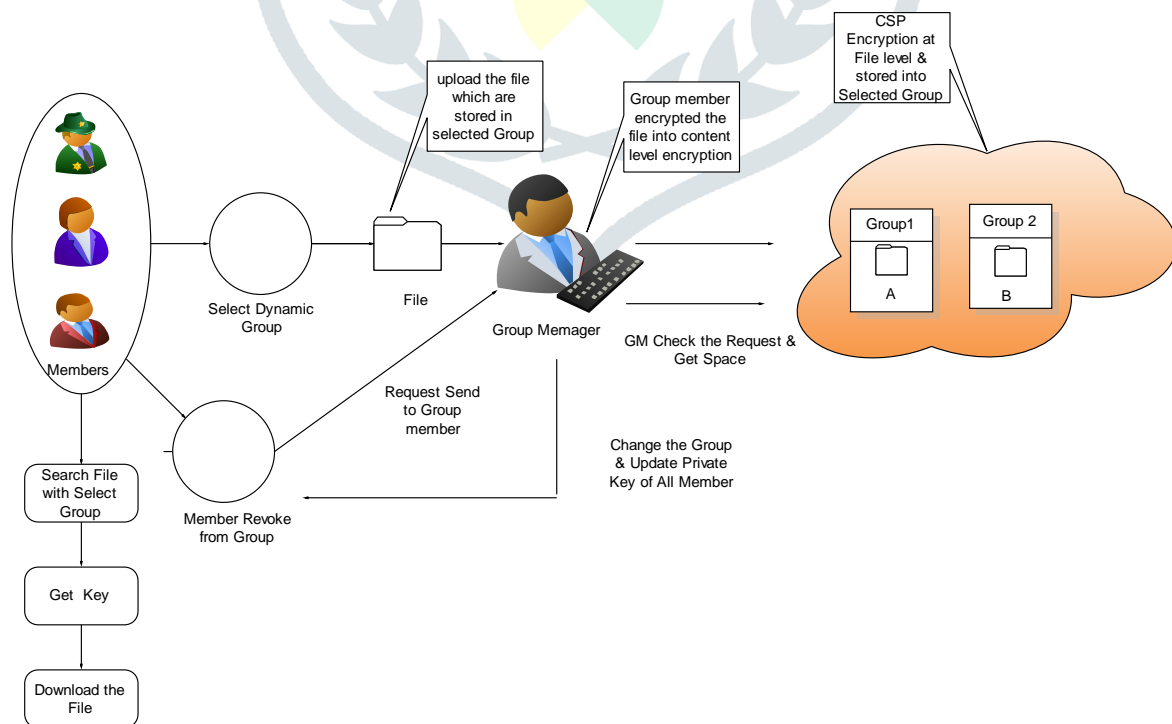 CSP
Encryption at
File level &
stored into
Selected Group
upload the file
which are
stored in
selected Group
Group member
encrypted the
file into content
level encryption
Group1
A
Group 2
B
Select Dynamic
Group
File
Group Memager
GM Check the Request &
Get Space
Members
Request Send
to Group
member
Change the Group
& Update Private
Key of All Member
Member Revoke
from Group
Search File
with Select
Group
Get Key
Download the
File